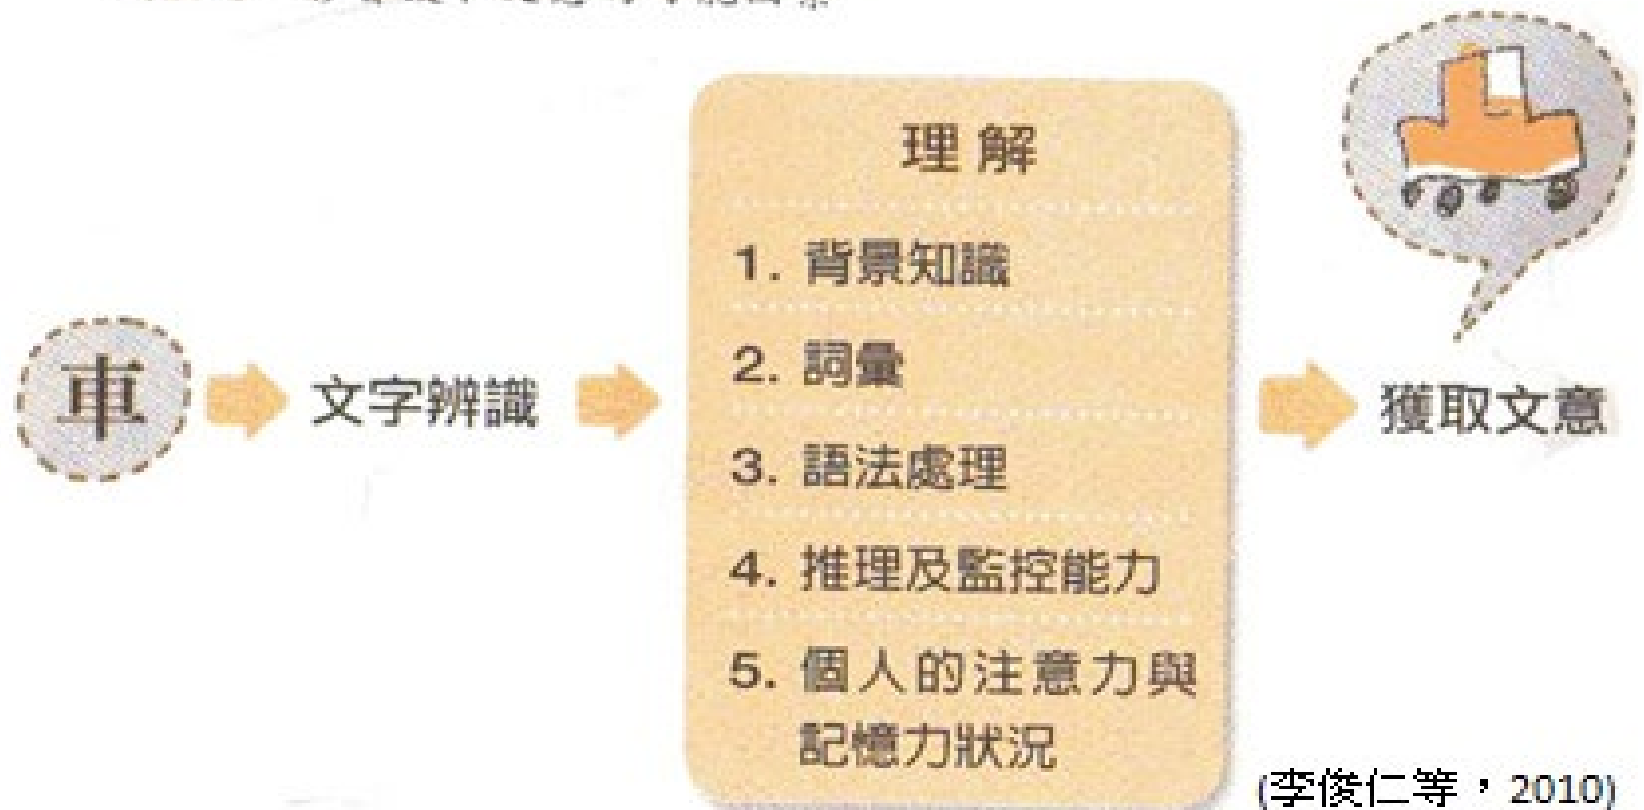 理解
1. 背景知識
2. 詞彙
車
文字辨識
獲取文意
3. 語法處理
4. 推理及監控能力
5. 個人的注意力與
記憶力狀況
(李俊仁等，2010)